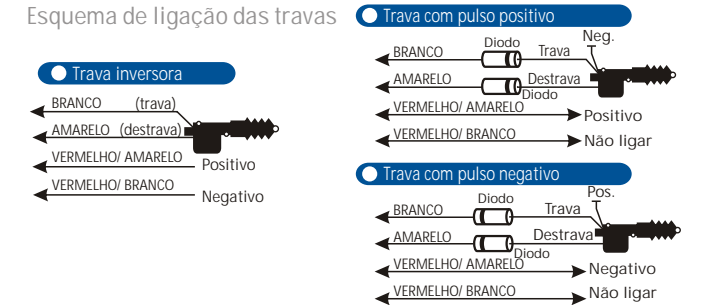 Esquema de ligação das travas
Trava inversora
BRANCO (trava)
AMARELO (destrava)
VERMELHO/ AMARELO Positivo
VERMELHO/ BRANCO Negativo
Trava com pulso positivo
Neg.
BRANCO Diodo Trava
AMARELO Diodo Destrava
VERMELHO/ AMARELO Positivo
VERMELHO/ BRANCO Não ligar
Trava com pulso negativo
Pos.
BRANCO Diodo Trava
AMARELO Diodo Destrava
VERMELHO/ AMARELO Negativo
VERMELHO/ BRANCO Não ligar